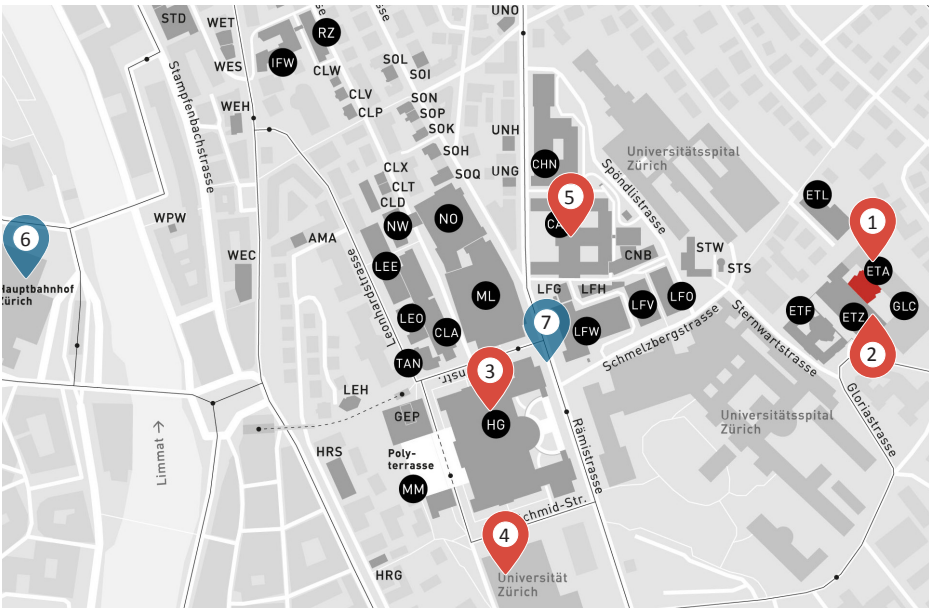 STD
WET
RZ
UNO
IFW
WES
CLW
SOL
SOI
CLV
CLP
SON
SOP
SOK
WEH
UNH
SOH
UNG
SOQ
CHN
Universitätsspital
Zürich
Stampfenbachstrasse
Spöndlistrasse
CLX
CLT
CLD
NW
NO
5
CA
ETL
1
WPW
6
AMA
CNB
STW
STS
ETA
Hauptbahnhof
Zürich
WEC
LEE
Leonhardstrasse
ML
LFG
LFH
LFV
LFO
GLC
LEO
CLA
7
LFW
ETF
ETZ
Schmelzbergstrasse
Sternwartstrasse
2
TAN
nstr.
3
LEH
GEP
HG
Rämistrasse
Universitätsspital
Zürich
Gloriastrasse
Limmat →
HRS
Poly-
terrasse
MM
chmid-Str.
4
HRG
Universität
Zürich